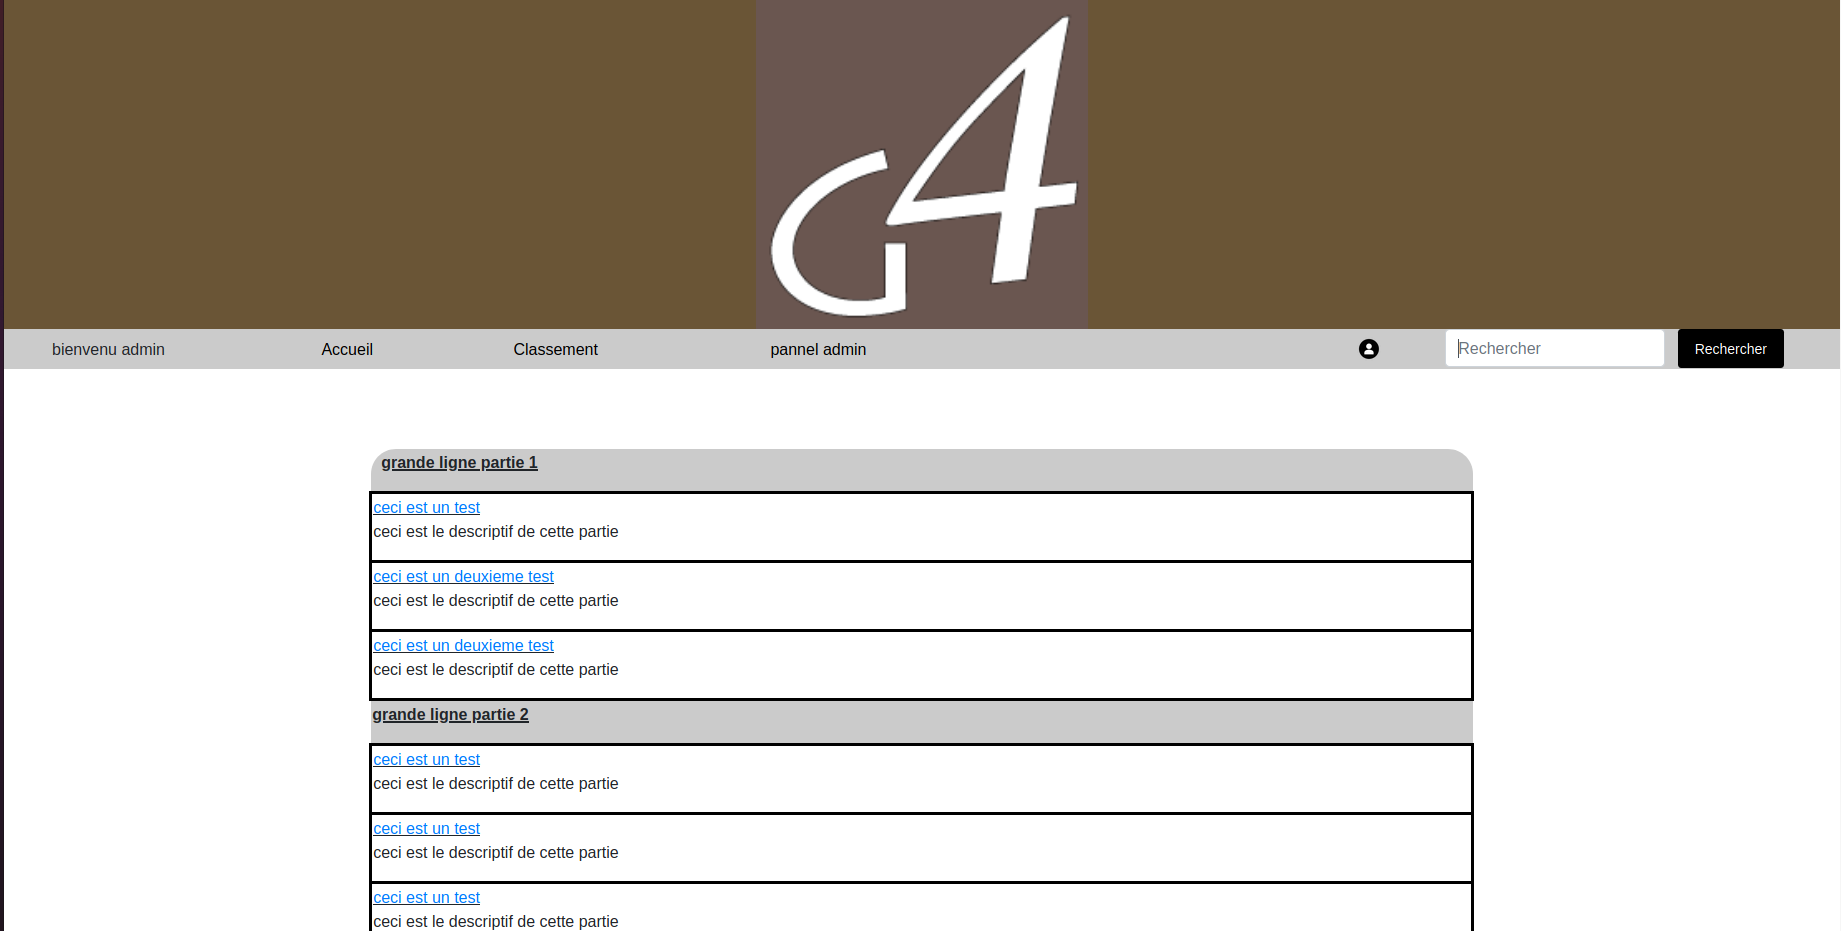 G4
bienvenu admin Accueil Classement pannel admin Rechercher Rechercher
grande ligne partie 1
ceci est un test
ceci est le descriptif de cette partie
ceci est un deuxieme test
ceci est le descriptif de cette partie
ceci est un deuxieme test
ceci est le descriptif de cette partie
grande ligne partie 2
ceci est un test
ceci est le descriptif de cette partie
ceci est un test
ceci est le descriptif de cette partie
ceci est un test
ceci est le descriptif de cette partie